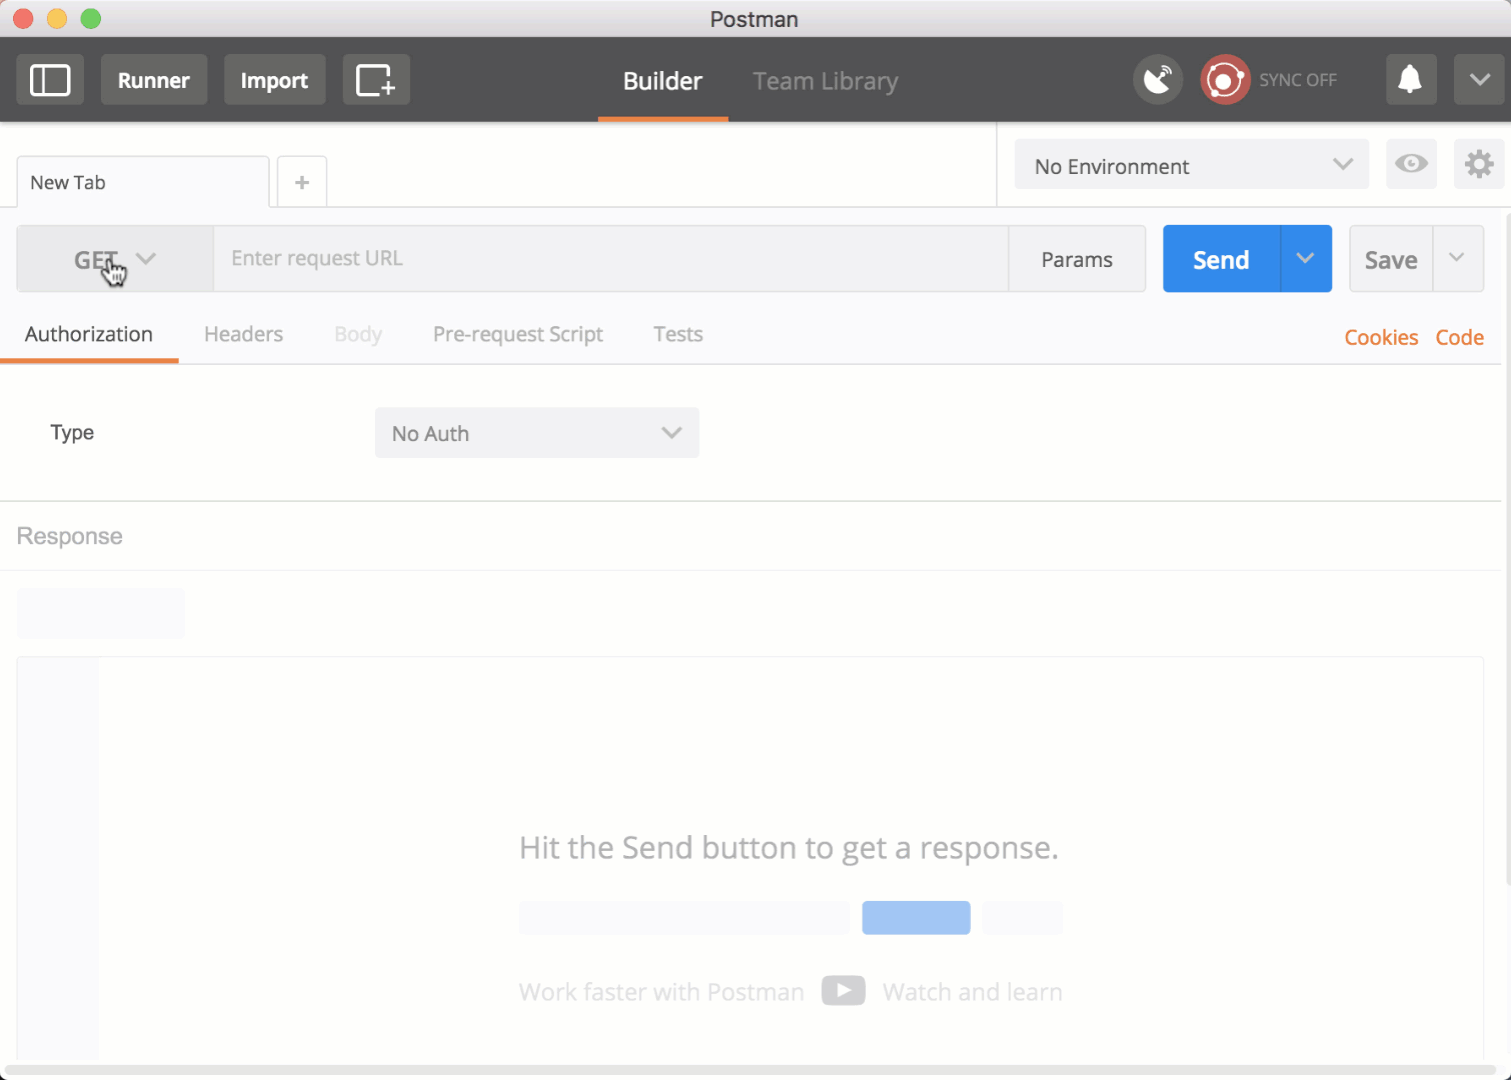 Postman
Runner Import Builder Team Library SYNC OFF
New Tab + No Environment
GET Enter request URL Params Send Save
Authorization Headers Body Pre-request Script Tests Cookies Code
Type No Auth
Response
Hit the Send button to get a response.
Work faster with Postman Watch and learn